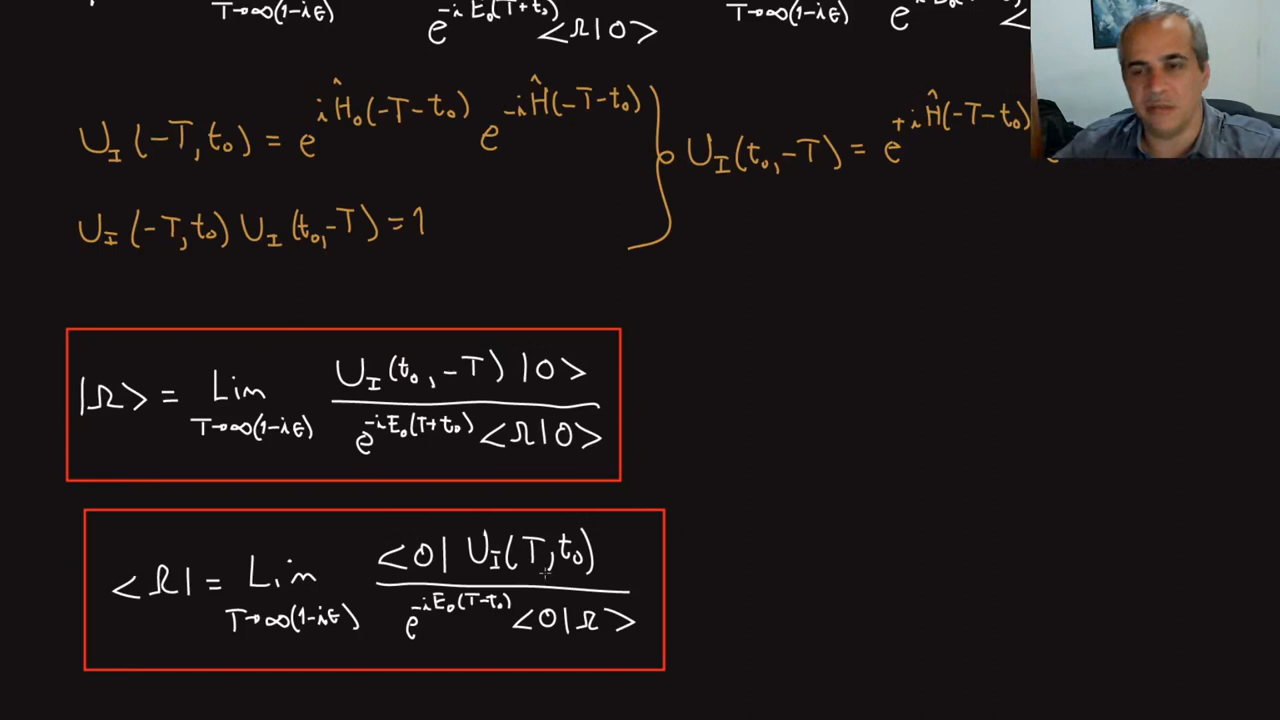 T→∞(1-iϵ) e^{-iE₀(T+t₀)} <Ω|0> T→∞(1-iϵ)
U_I(-T,t₀) = e^{iĤ₀(-T-t₀)} e^{-iĤ(-T-t₀)}
U_I(t₀,-T) = e^{+iĤ(-T-t₀)}
U_I(-T,t₀) U_I(t₀,-T) = 1
|Ω> = Lim_{T→∞(1-iϵ)} U_I(t₀,-T)|0> / e^{-iE₀(T+t₀)} <Ω|0>
<Ω| = Lim_{T→∞(1-iϵ)} <0| U_I(T,t₀) / e^{-iE₀(T-t₀)} <0|Ω>